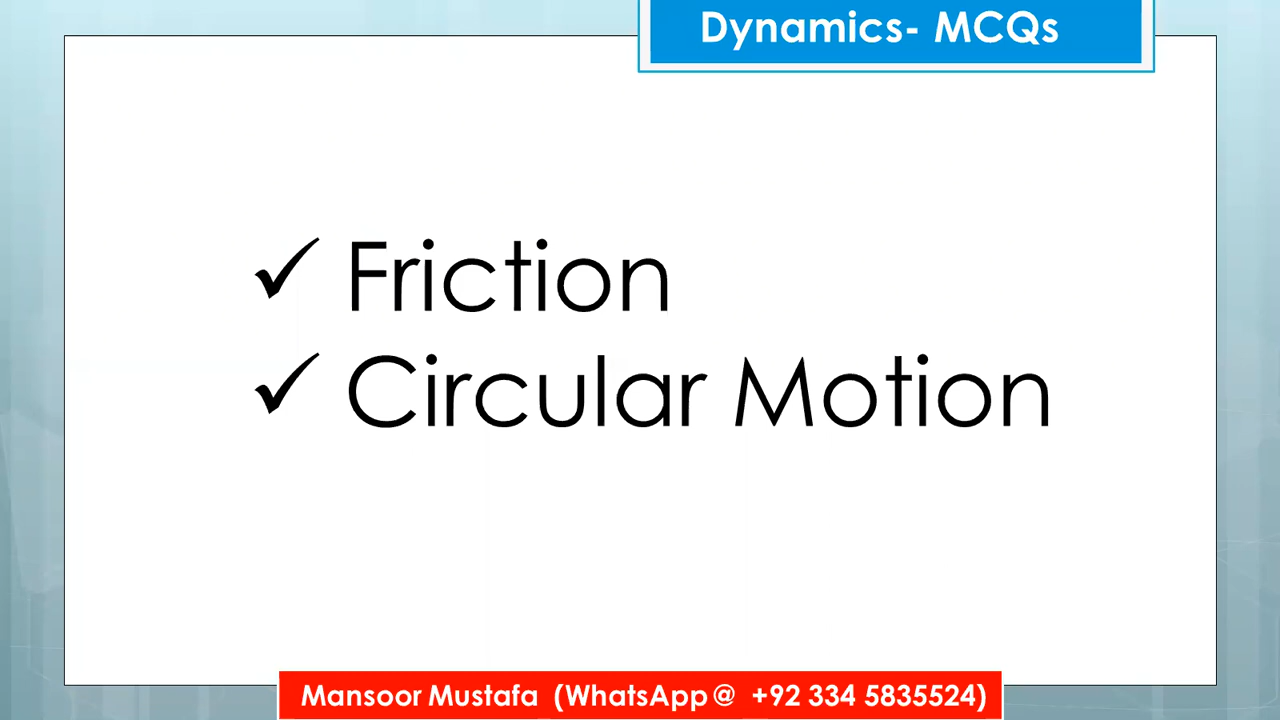 Dynamics- MCQs
✓ Friction
✓ Circular Motion
Mansoor Mustafa (WhatsApp@ +92 334 5835524)